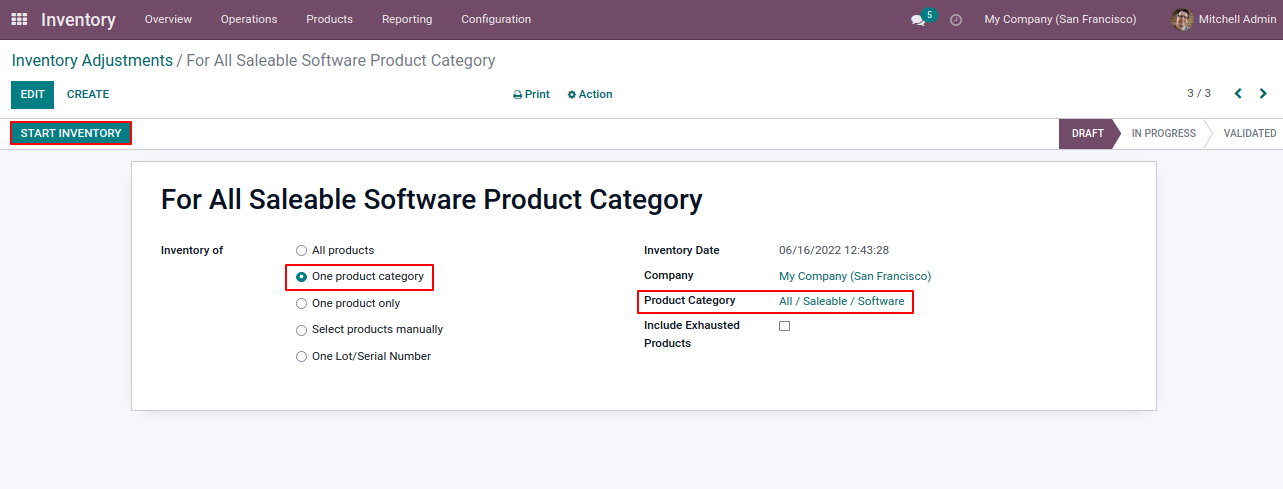 Inventory Overview Operations Products Reporting Configuration 5 My Company (San Francisco) Mitchell Admin
Inventory Adjustments / For All Saleable Software Product Category
EDIT CREATE Print Action 3 / 3
START INVENTORY DRAFT IN PROGRESS VALIDATED
For All Saleable Software Product Category
Inventory of
All products
One product category
One product only
Select products manually
One Lot/Serial Number
Inventory Date 06/16/2022 12:43:28
Company My Company (San Francisco)
Product Category All / Saleable / Software
Include Exhausted
Products